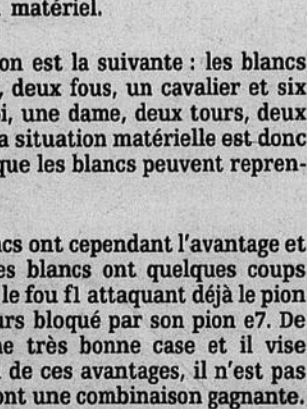 matériel.
on est la suivante : les blancs
, deux fous, un cavalier et six
i, une dame, deux tours, deux
a situation matérielle est donc
que les blancs peuvent repren-
ncs ont cependant l'avantage et
es blancs ont quelques coups
le fou f1 attaquant déjà le pion
urs bloqué par son pion e7. De
ne très bonne case et il vise
de ces avantages, il n'est pas
ont une combinaison gagnante.